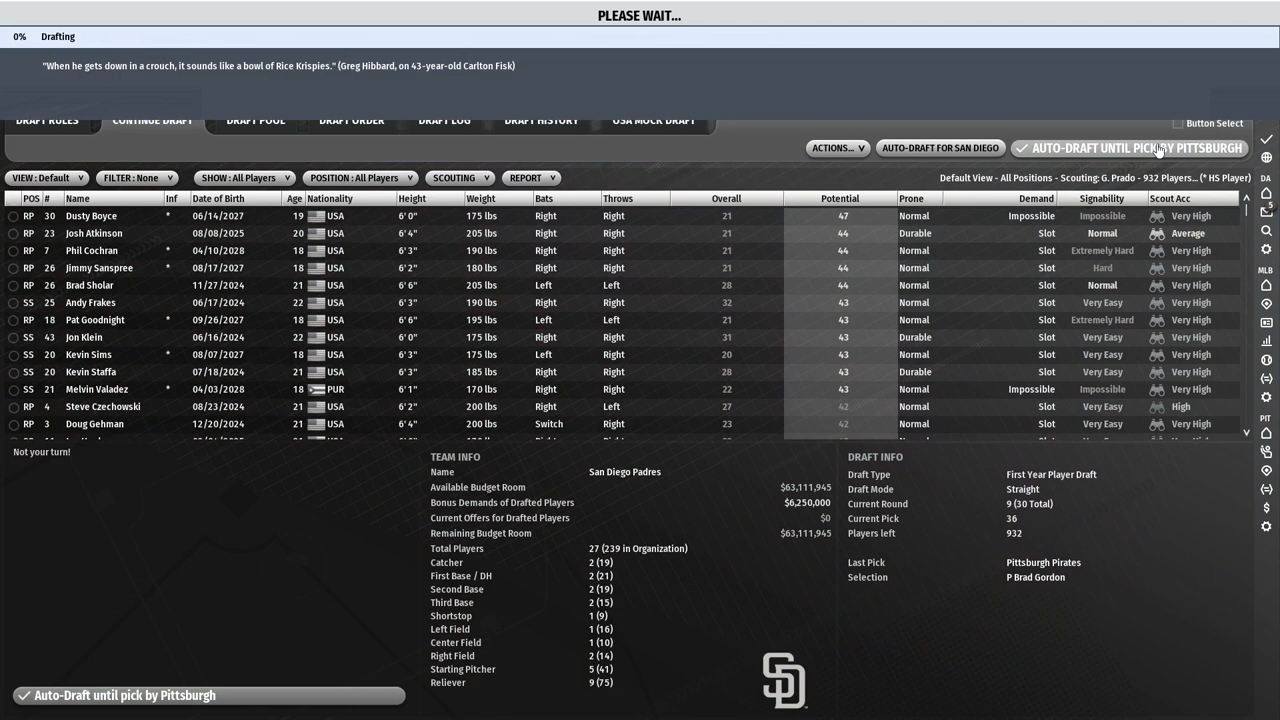 PLEASE WAIT...
0% Drafting
"When he gets down in a crouch, it sounds like a bowl of Rice Krispies." (Greg Hibbard, on 43-year-old Carlton Fisk)
DRAFT RULES CONTINUE DRAFT DRAFT POOL DRAFT ORDER DRAFT LOG DRAFT HISTORY USA MOCK DRAFT
Button Select
ACTIONS... AUTO-DRAFT FOR SAN DIEGO AUTO-DRAFT UNTIL PICK BY PITTSBURGH
VIEW : Default FILTER : None SHOW : All Players POSITION : All Players SCOUTING REPORT Default View - All Positions - Scouting: G. Prado - 932 Players... (* HS Player)
POS # Name Inf Date of Birth Age Nationality Height Weight Bats Throws Overall Potential Prone Demand Signability Scout Acc
RP 30 Dusty Boyce * 06/14/2027 19 USA 6' 0" 175 lbs Right Right 21 47 Normal Impossible Impossible Very High
RP 23 Josh Atkinson 08/08/2025 20 USA 6' 4" 205 lbs Right Right 21 44 Durable Slot Normal Average
RP 7 Phil Cochran * 04/10/2028 18 USA 6' 3" 190 lbs Right Right 21 44 Normal Slot Extremely Hard Very High
RP 26 Jimmy Sanspree * 08/17/2027 18 USA 6' 2" 180 lbs Right Right 21 44 Normal Slot Hard Very High
RP 26 Brad Sholar 11/27/2024 21 USA 6' 6" 205 lbs Left Left 28 44 Normal Slot Normal Very High
SS 25 Andy Frakes 06/17/2024 22 USA 6' 3" 190 lbs Right Right 32 43 Normal Slot Very Easy Very High
RP 18 Pat Goodnight * 09/26/2027 18 USA 6' 6" 195 lbs Left Left 21 43 Normal Slot Extremely Hard Very High
SS 43 Jon Klein 06/16/2024 22 USA 6' 0" 175 lbs Right Right 31 43 Durable Slot Very Easy Very High
SS 20 Kevin Sims * 08/07/2027 18 USA 6' 3" 175 lbs Left Right 20 43 Normal Slot Very Easy Very High
SS 20 Kevin Staffa 07/18/2024 21 USA 6' 3" 185 lbs Right Right 28 43 Durable Slot Very Easy Very High
SS 21 Melvin Valadez * 04/03/2028 18 PUR 6' 1" 170 lbs Right Right 22 43 Normal Impossible Impossible Very High
RP 4 Steve Czechowski 08/23/2024 21 USA 6' 2" 200 lbs Right Left 27 42 Normal Slot Very Easy High
RP 3 Doug Gehman 12/20/2024 21 USA 6' 4" 200 lbs Switch Right 23 42 Normal Slot Very Easy Very High
Not your turn!
TEAM INFO
Name San Diego Padres
Available Budget Room $63,111,945
Bonus Demands of Drafted Players $6,250,000
Current Offers for Drafted Players $0
Remaining Budget Room $63,111,945
Total Players 27 (239 in Organization)
Catcher 2 (19)
First Base / DH 2 (21)
Second Base 2 (19)
Third Base 2 (15)
Shortstop 1 (9)
Left Field 1 (16)
Center Field 1 (10)
Right Field 2 (14)
Starting Pitcher 5 (41)
Reliever 9 (75)
DRAFT INFO
Draft Type First Year Player Draft
Draft Mode Straight
Current Round 9 (30 Total)
Current Pick 36
Players left 932
Last Pick Pittsburgh Pirates
Selection P Brad Gordon
SD
Auto-Draft until pick by Pittsburgh
DA
5
MLB
PIT